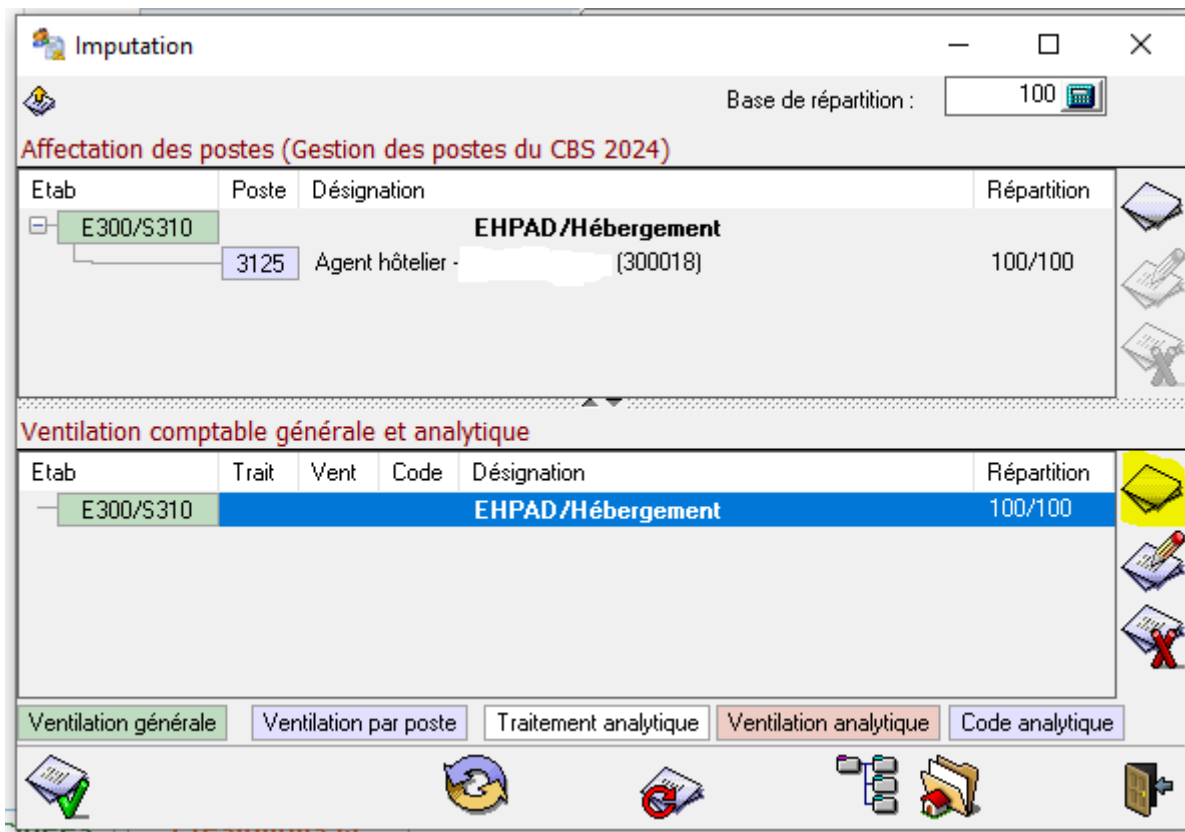 Imputation
Base de répartition : 100
Affectation des postes (Gestion des postes du CBS 2024)
Etab Poste Désignation Répartition
E300/S310 EHPAD/Hébergement
3125 Agent hôtelier - (300018) 100/100
Ventilation comptable générale et analytique
Etab Trait Vent Code Désignation Répartition
E300/S310 EHPAD/Hébergement 100/100
Ventilation générale Ventilation par poste Traitement analytique Ventilation analytique Code analytique